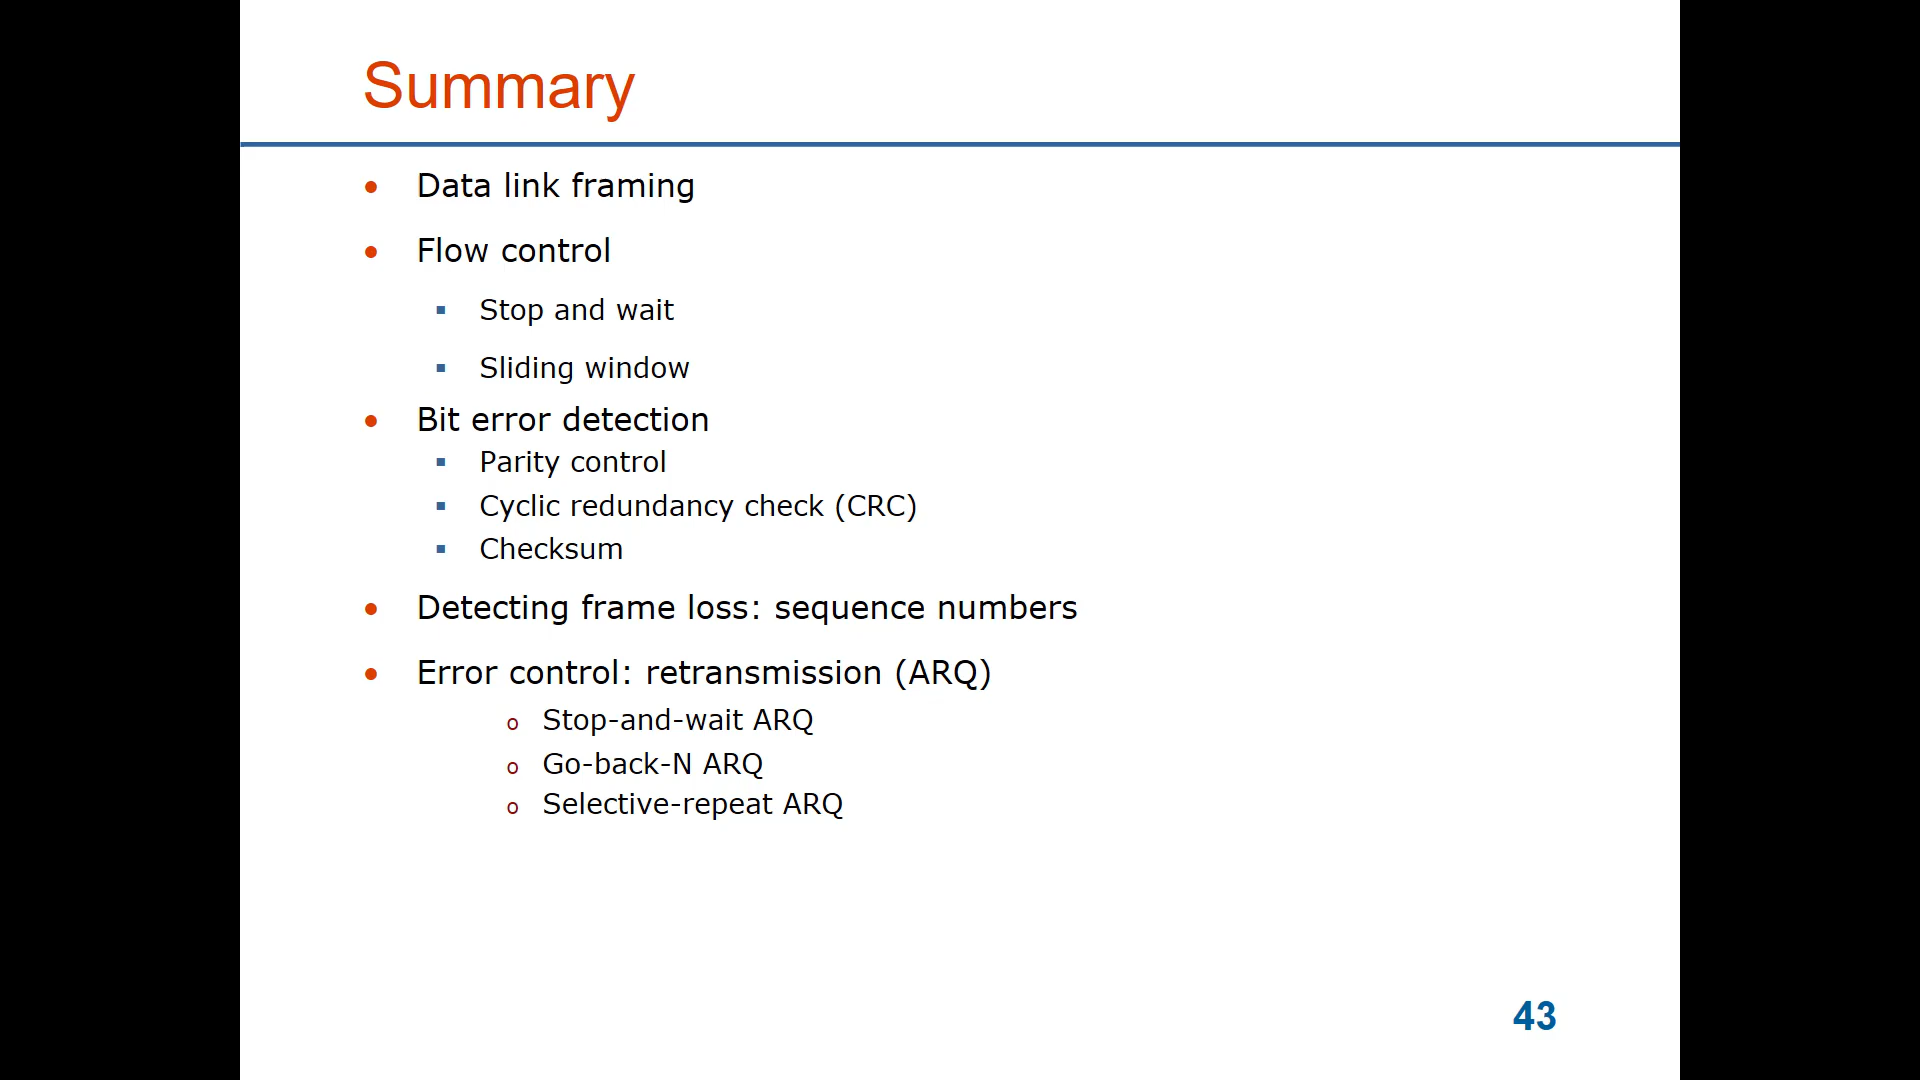 Summary
• Data link framing
• Flow control
▪ Stop and wait
▪ Sliding window
• Bit error detection
▪ Parity control
▪ Cyclic redundancy check (CRC)
▪ Checksum
• Detecting frame loss: sequence numbers
• Error control: retransmission (ARQ)
o Stop-and-wait ARQ
o Go-back-N ARQ
o Selective-repeat ARQ
43